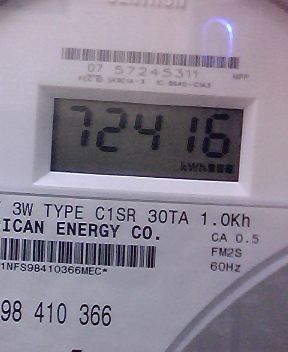 07 57245311
72416
kWh
3W TYPE C1SR 30TA 1.0Kh
ICAN ENERGY CO.
CA 0.5
FM2S
1NFS98410366MEC*
60Hz
98 410 366